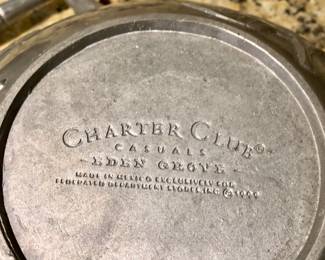 CHARTER CLUB®
CASUALS
- EDEN GROVE -
MADE IN MEXICO EXCLUSIVELY FOR
FEDERATED DEPARTMENT STORES, INC. ©